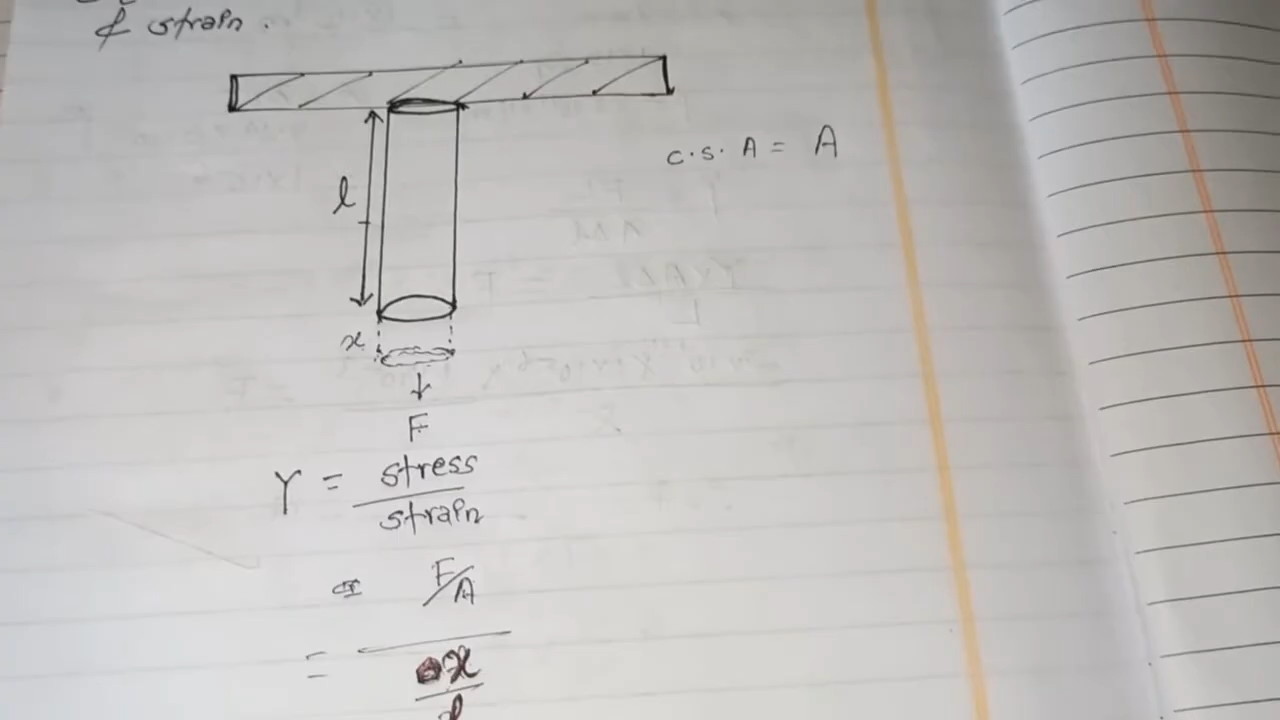 & strain.
c.s. A = A
l
x
F
Y = stress
strain
= F/A
=
x
l